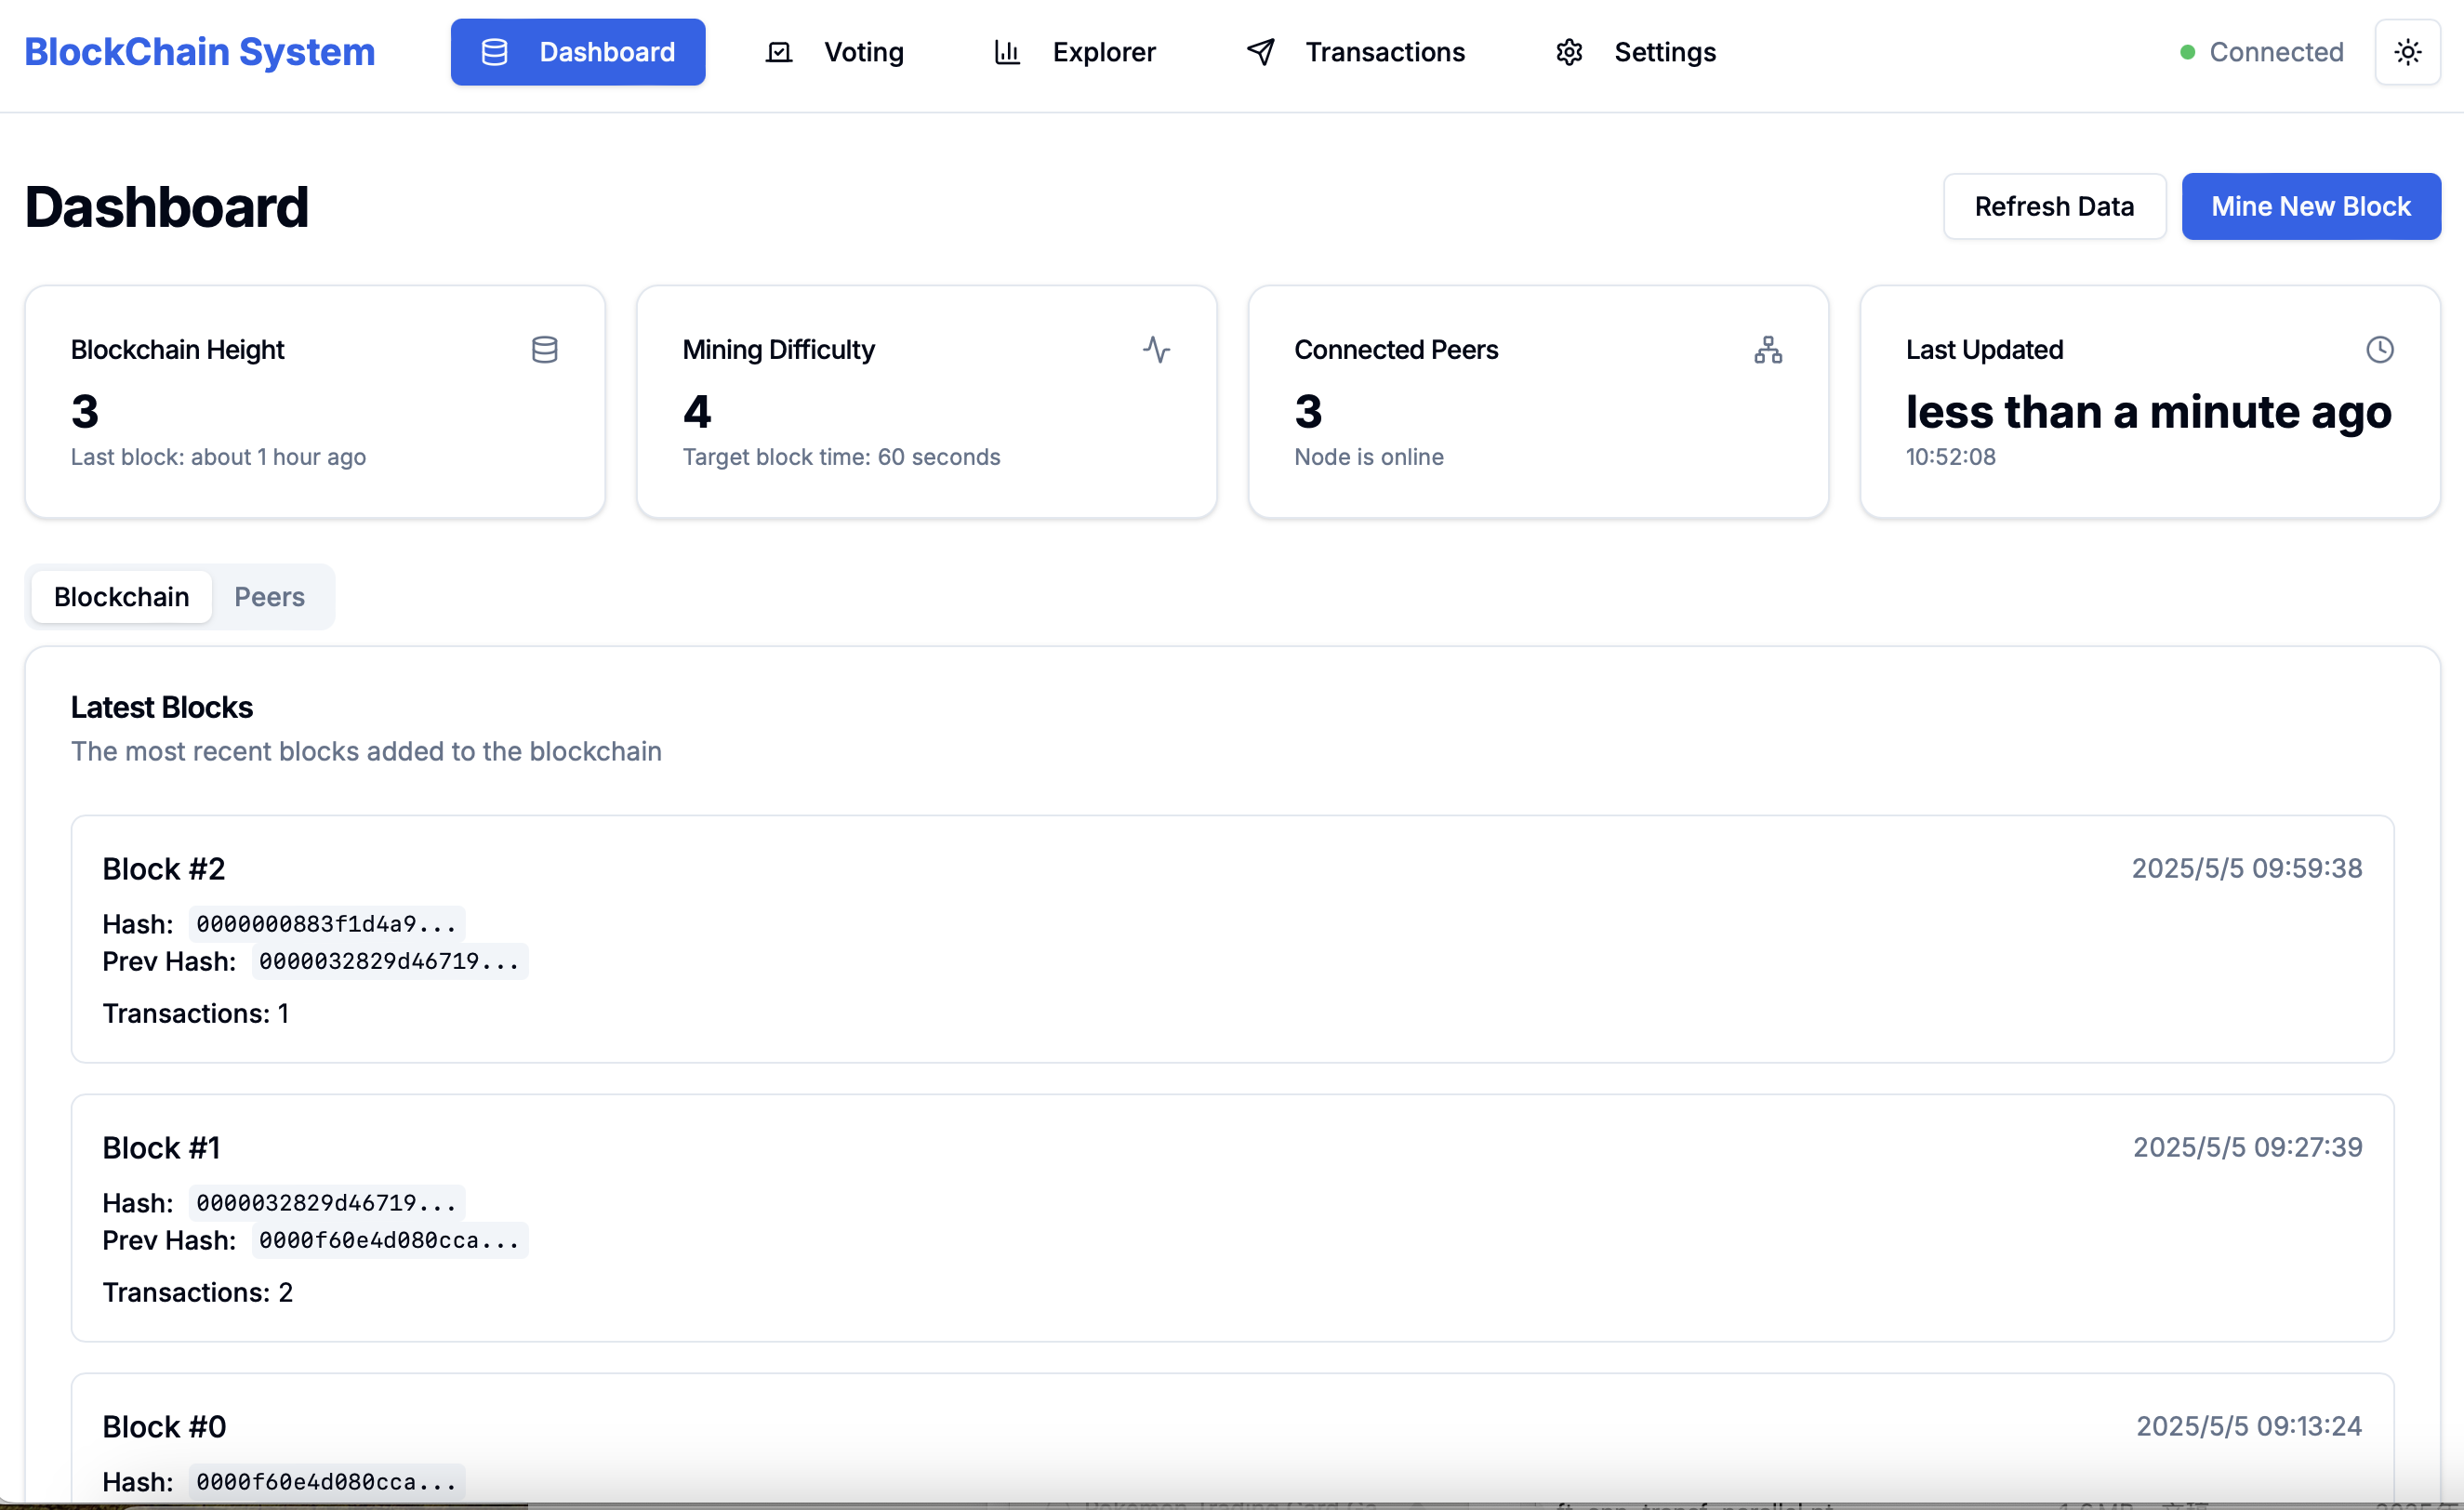 BlockChain System Dashboard Voting Explorer Transactions Settings Connected
Dashboard Refresh Data Mine New Block
Blockchain Height
3
Last block: about 1 hour ago
Mining Difficulty
4
Target block time: 60 seconds
Connected Peers
3
Node is online
Last Updated
less than a minute ago
10:52:08
Blockchain Peers
Latest Blocks
The most recent blocks added to the blockchain
Block #2 2025/5/5 09:59:38
Hash: 0000000883f1d4a9...
Prev Hash: 0000032829d46719...
Transactions: 1
Block #1 2025/5/5 09:27:39
Hash: 0000032829d46719...
Prev Hash: 0000f60e4d080cca...
Transactions: 2
Block #0 2025/5/5 09:13:24
Hash: 0000f60e4d080cca...